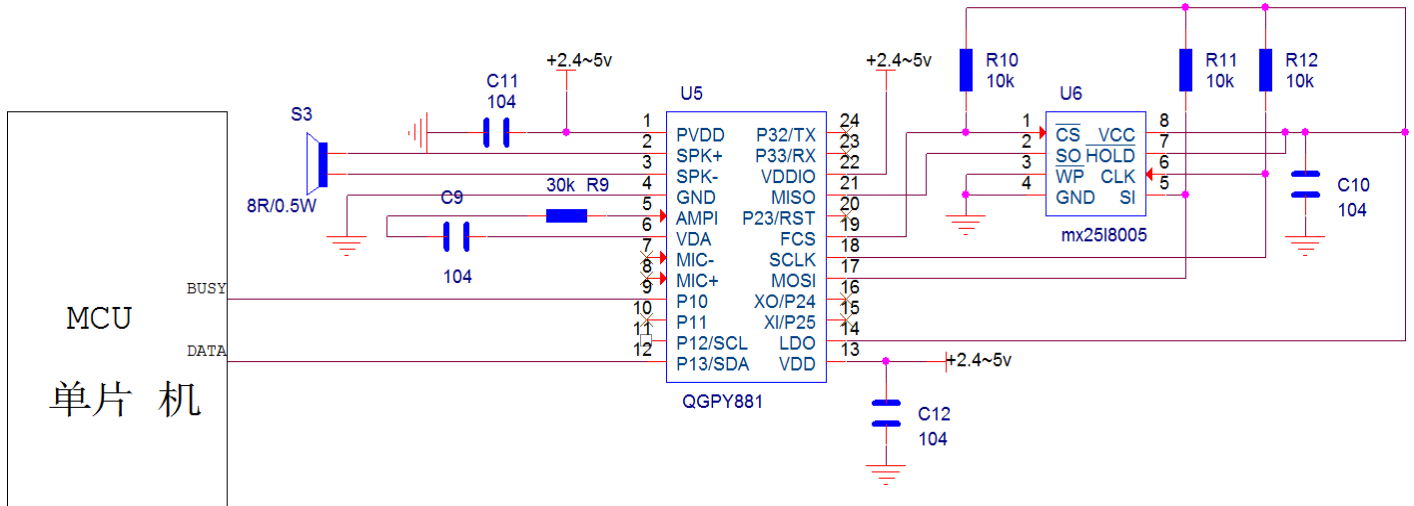 MCU
单片 机
BUSY
DATA
S3
8R/0.5W
C11
104
+2.4~5v
30k R9
C9
104
U5
1
2
3
4
5
6
7
8
9
10
11
12
PVDD
SPK+
SPK-
GND
AMPI
VDA
MIC-
MIC+
P10
P11
P12/SCL
P13/SDA
P32/TX
P33/RX
VDDIO
MISO
P23/RST
FCS
SCLK
MOSI
XO/P24
XI/P25
LDO
VDD
24
23
22
21
20
19
18
17
16
15
14
13
QGPY881
+2.4~5v
+2.4~5v
C12
104
R10
10k
U6
1
2
3
4
CS
SO
WP
GND
VCC
HOLD
CLK
SI
8
7
6
5
mx25l8005
R11
10k
R12
10k
C10
104